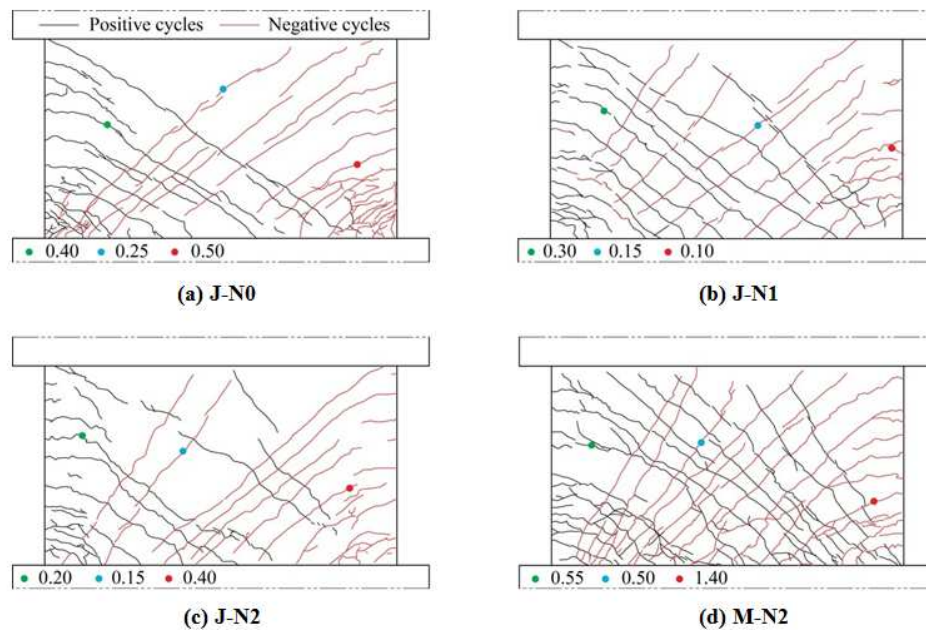 Positive cycles Negative cycles
0.40 0.25 0.50
(a) J-N0
0.30 0.15 0.10
(b) J-N1
0.20 0.15 0.40
(c) J-N2
0.55 0.50 1.40
(d) M-N2